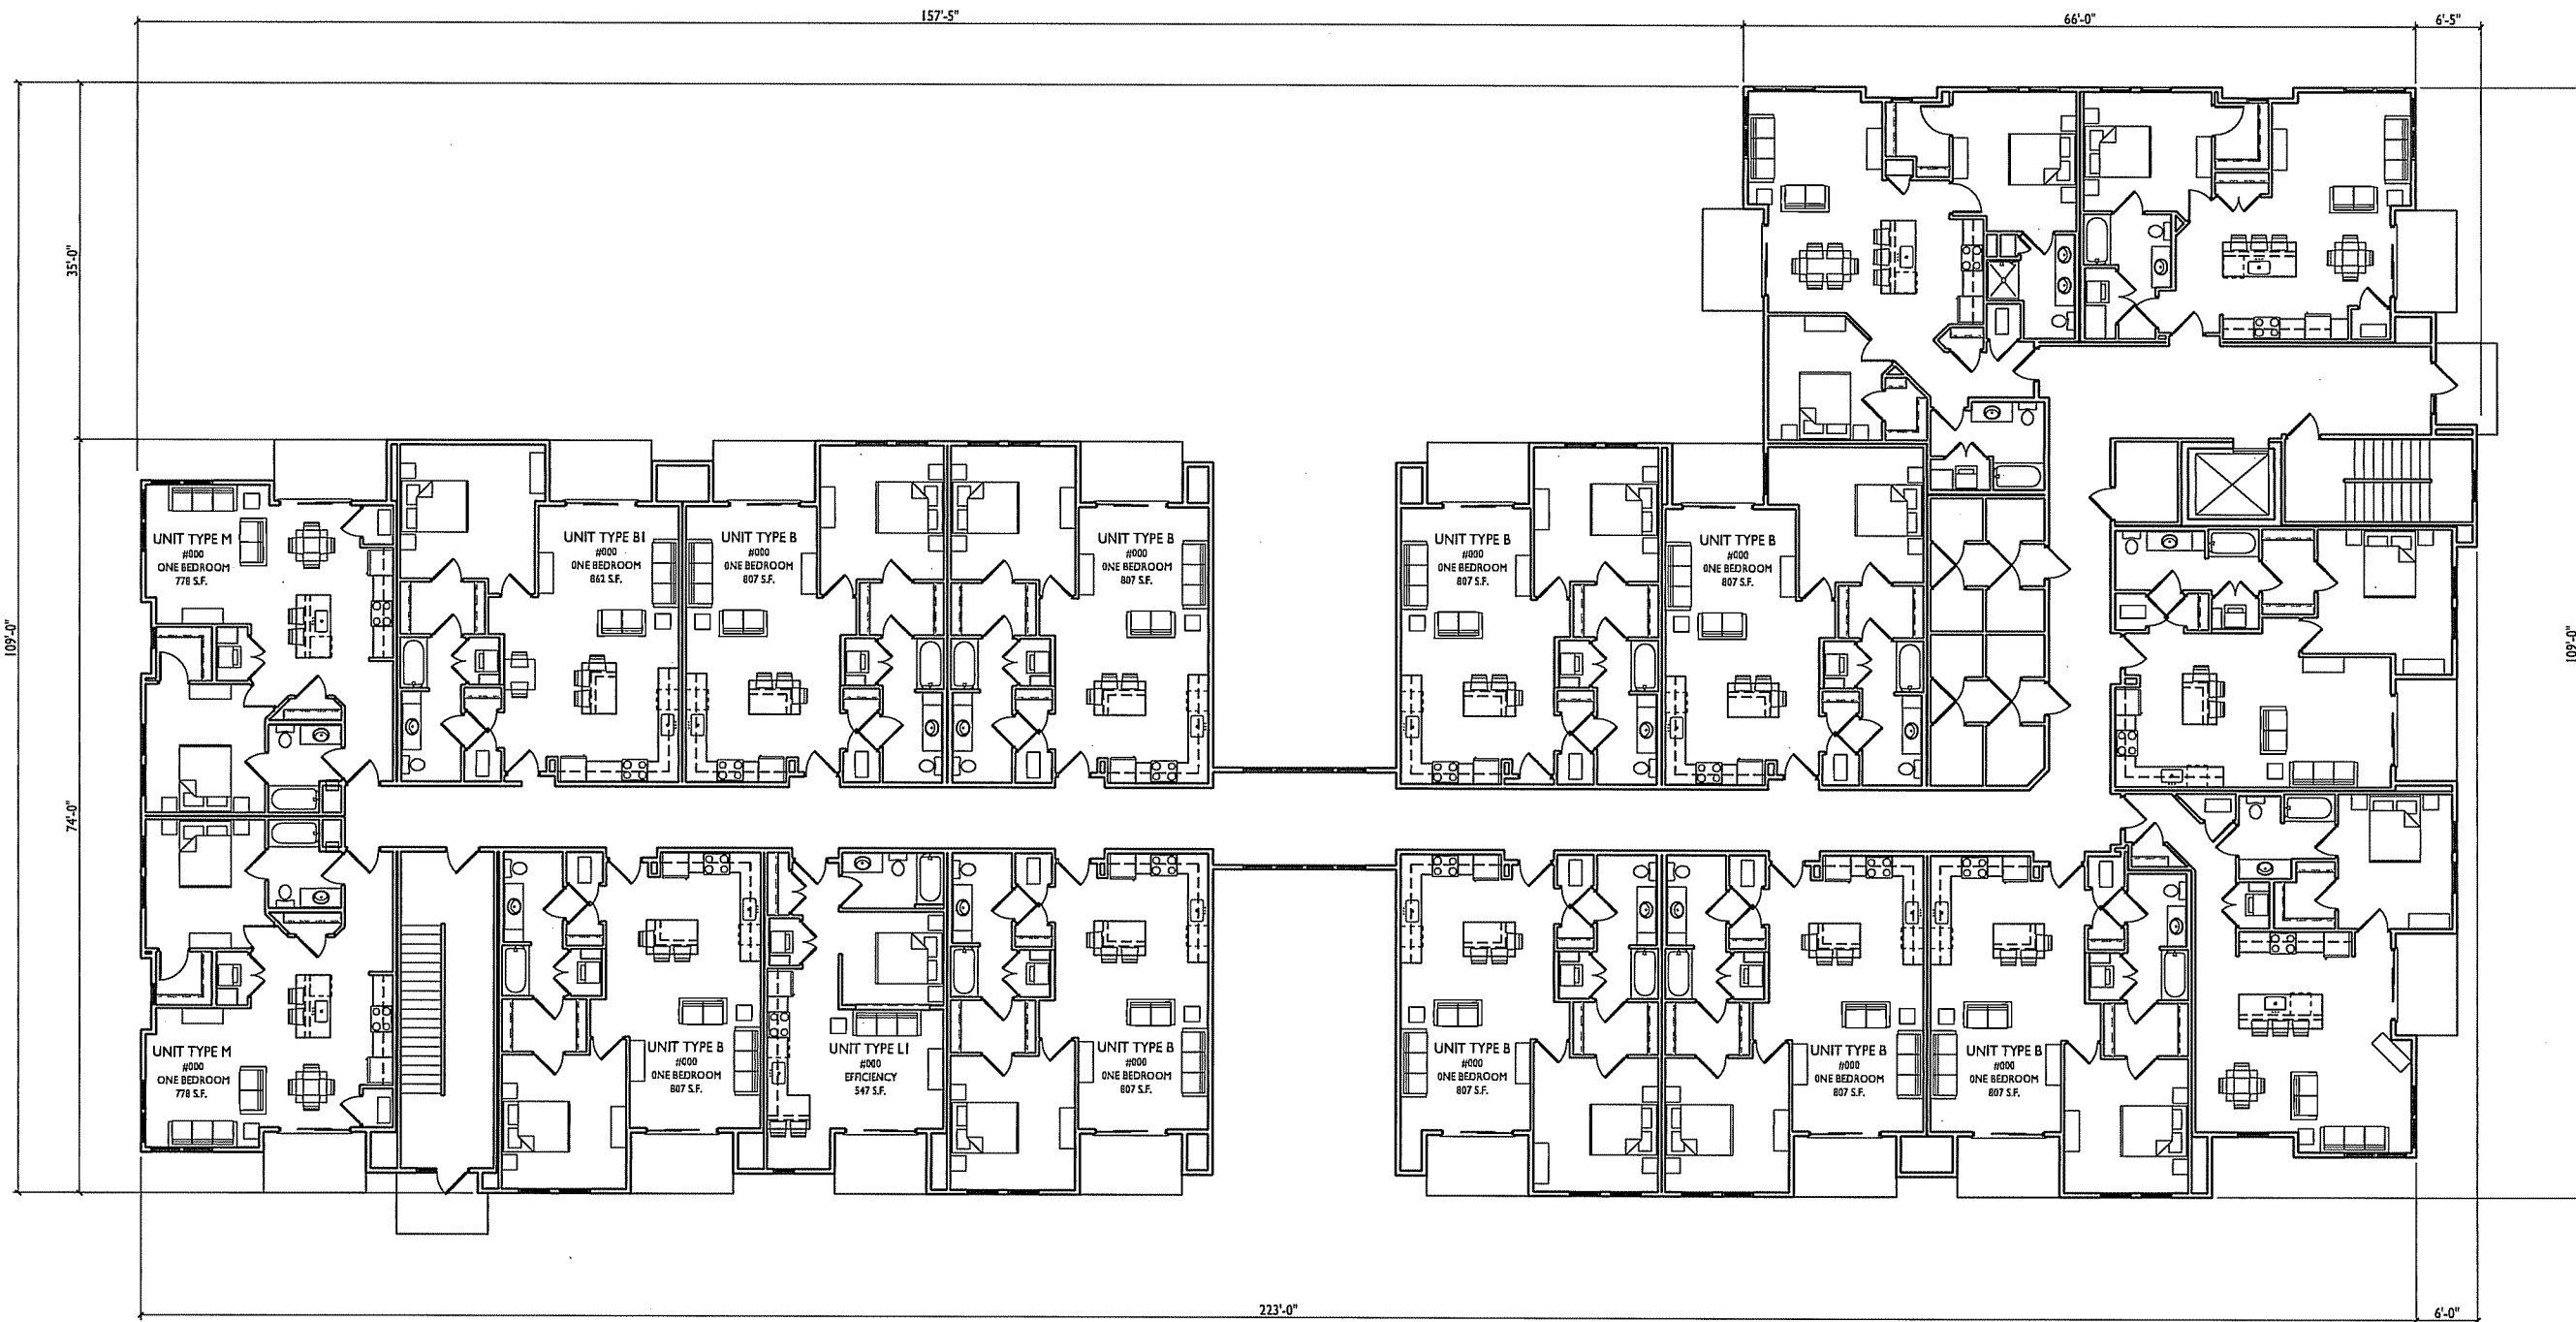 157'-5"
66'-0"
6'-5"
35'-0"
109'-0"
74'-0"
109'-0"
UNIT TYPE M
#000
ONE BEDROOM
778 S.F.
UNIT TYPE B1
#000
ONE BEDROOM
862 S.F.
UNIT TYPE B
#000
ONE BEDROOM
807 S.F.
UNIT TYPE B
#000
ONE BEDROOM
807 S.F.
UNIT TYPE B
#000
ONE BEDROOM
807 S.F.
UNIT TYPE B
#000
ONE BEDROOM
807 S.F.
UNIT TYPE M
#000
ONE BEDROOM
778 S.F.
UNIT TYPE B
#000
ONE BEDROOM
807 S.F.
UNIT TYPE L1
#000
EFFICIENCY
547 S.F.
UNIT TYPE B
#000
ONE BEDROOM
807 S.F.
UNIT TYPE B
#000
ONE BEDROOM
807 S.F.
UNIT TYPE B
#000
ONE BEDROOM
807 S.F.
UNIT TYPE B
#000
ONE BEDROOM
807 S.F.
223'-0"
6'-0"